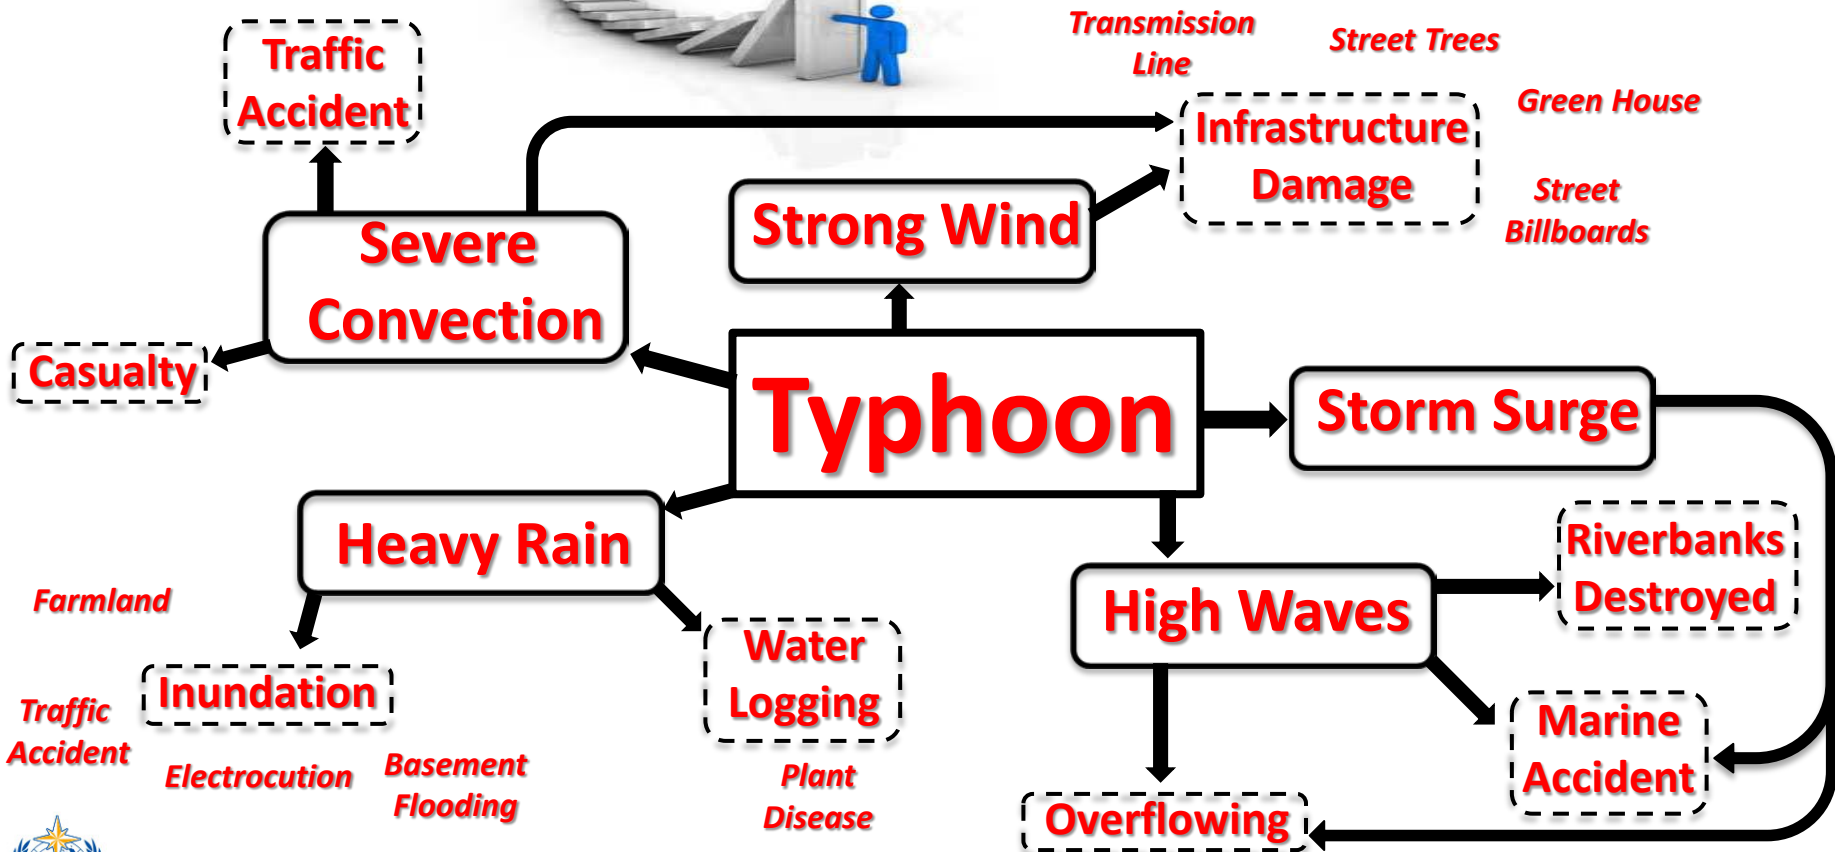 Transmission
Line
Street Trees
Traffic
Accident
Green House
Infrastructure
Damage
Street
Billboards
Strong Wind
Severe
Convection
Casualty
Typhoon
Storm Surge
Heavy Rain
Riverbanks
Destroyed
High Waves
Farmland
Water
Logging
Inundation
Traffic
Accident
Marine
Accident
Electrocution
Basement
Flooding
Plant
Disease
Overflowing